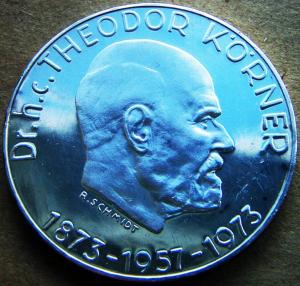 Dr.h.c. THEODOR KÖRNER
R. SCHMIDT
1873-1957-1973